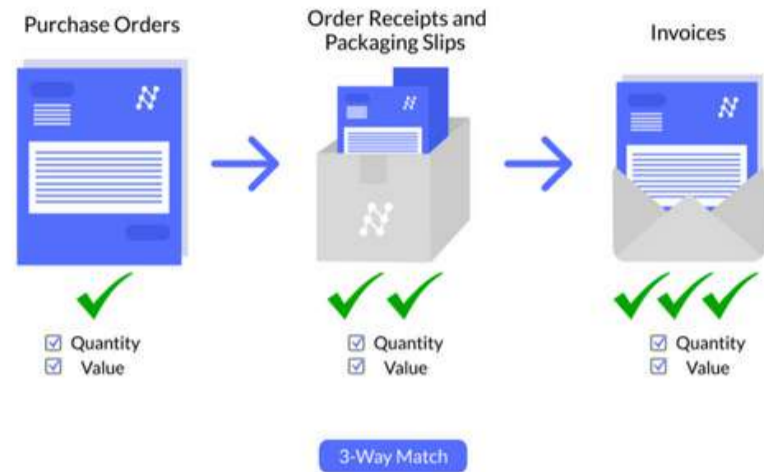 Purchase Orders
Order Receipts and
Packaging Slips
Invoices
Quantity
Value
Quantity
Value
Quantity
Value
3-Way Match